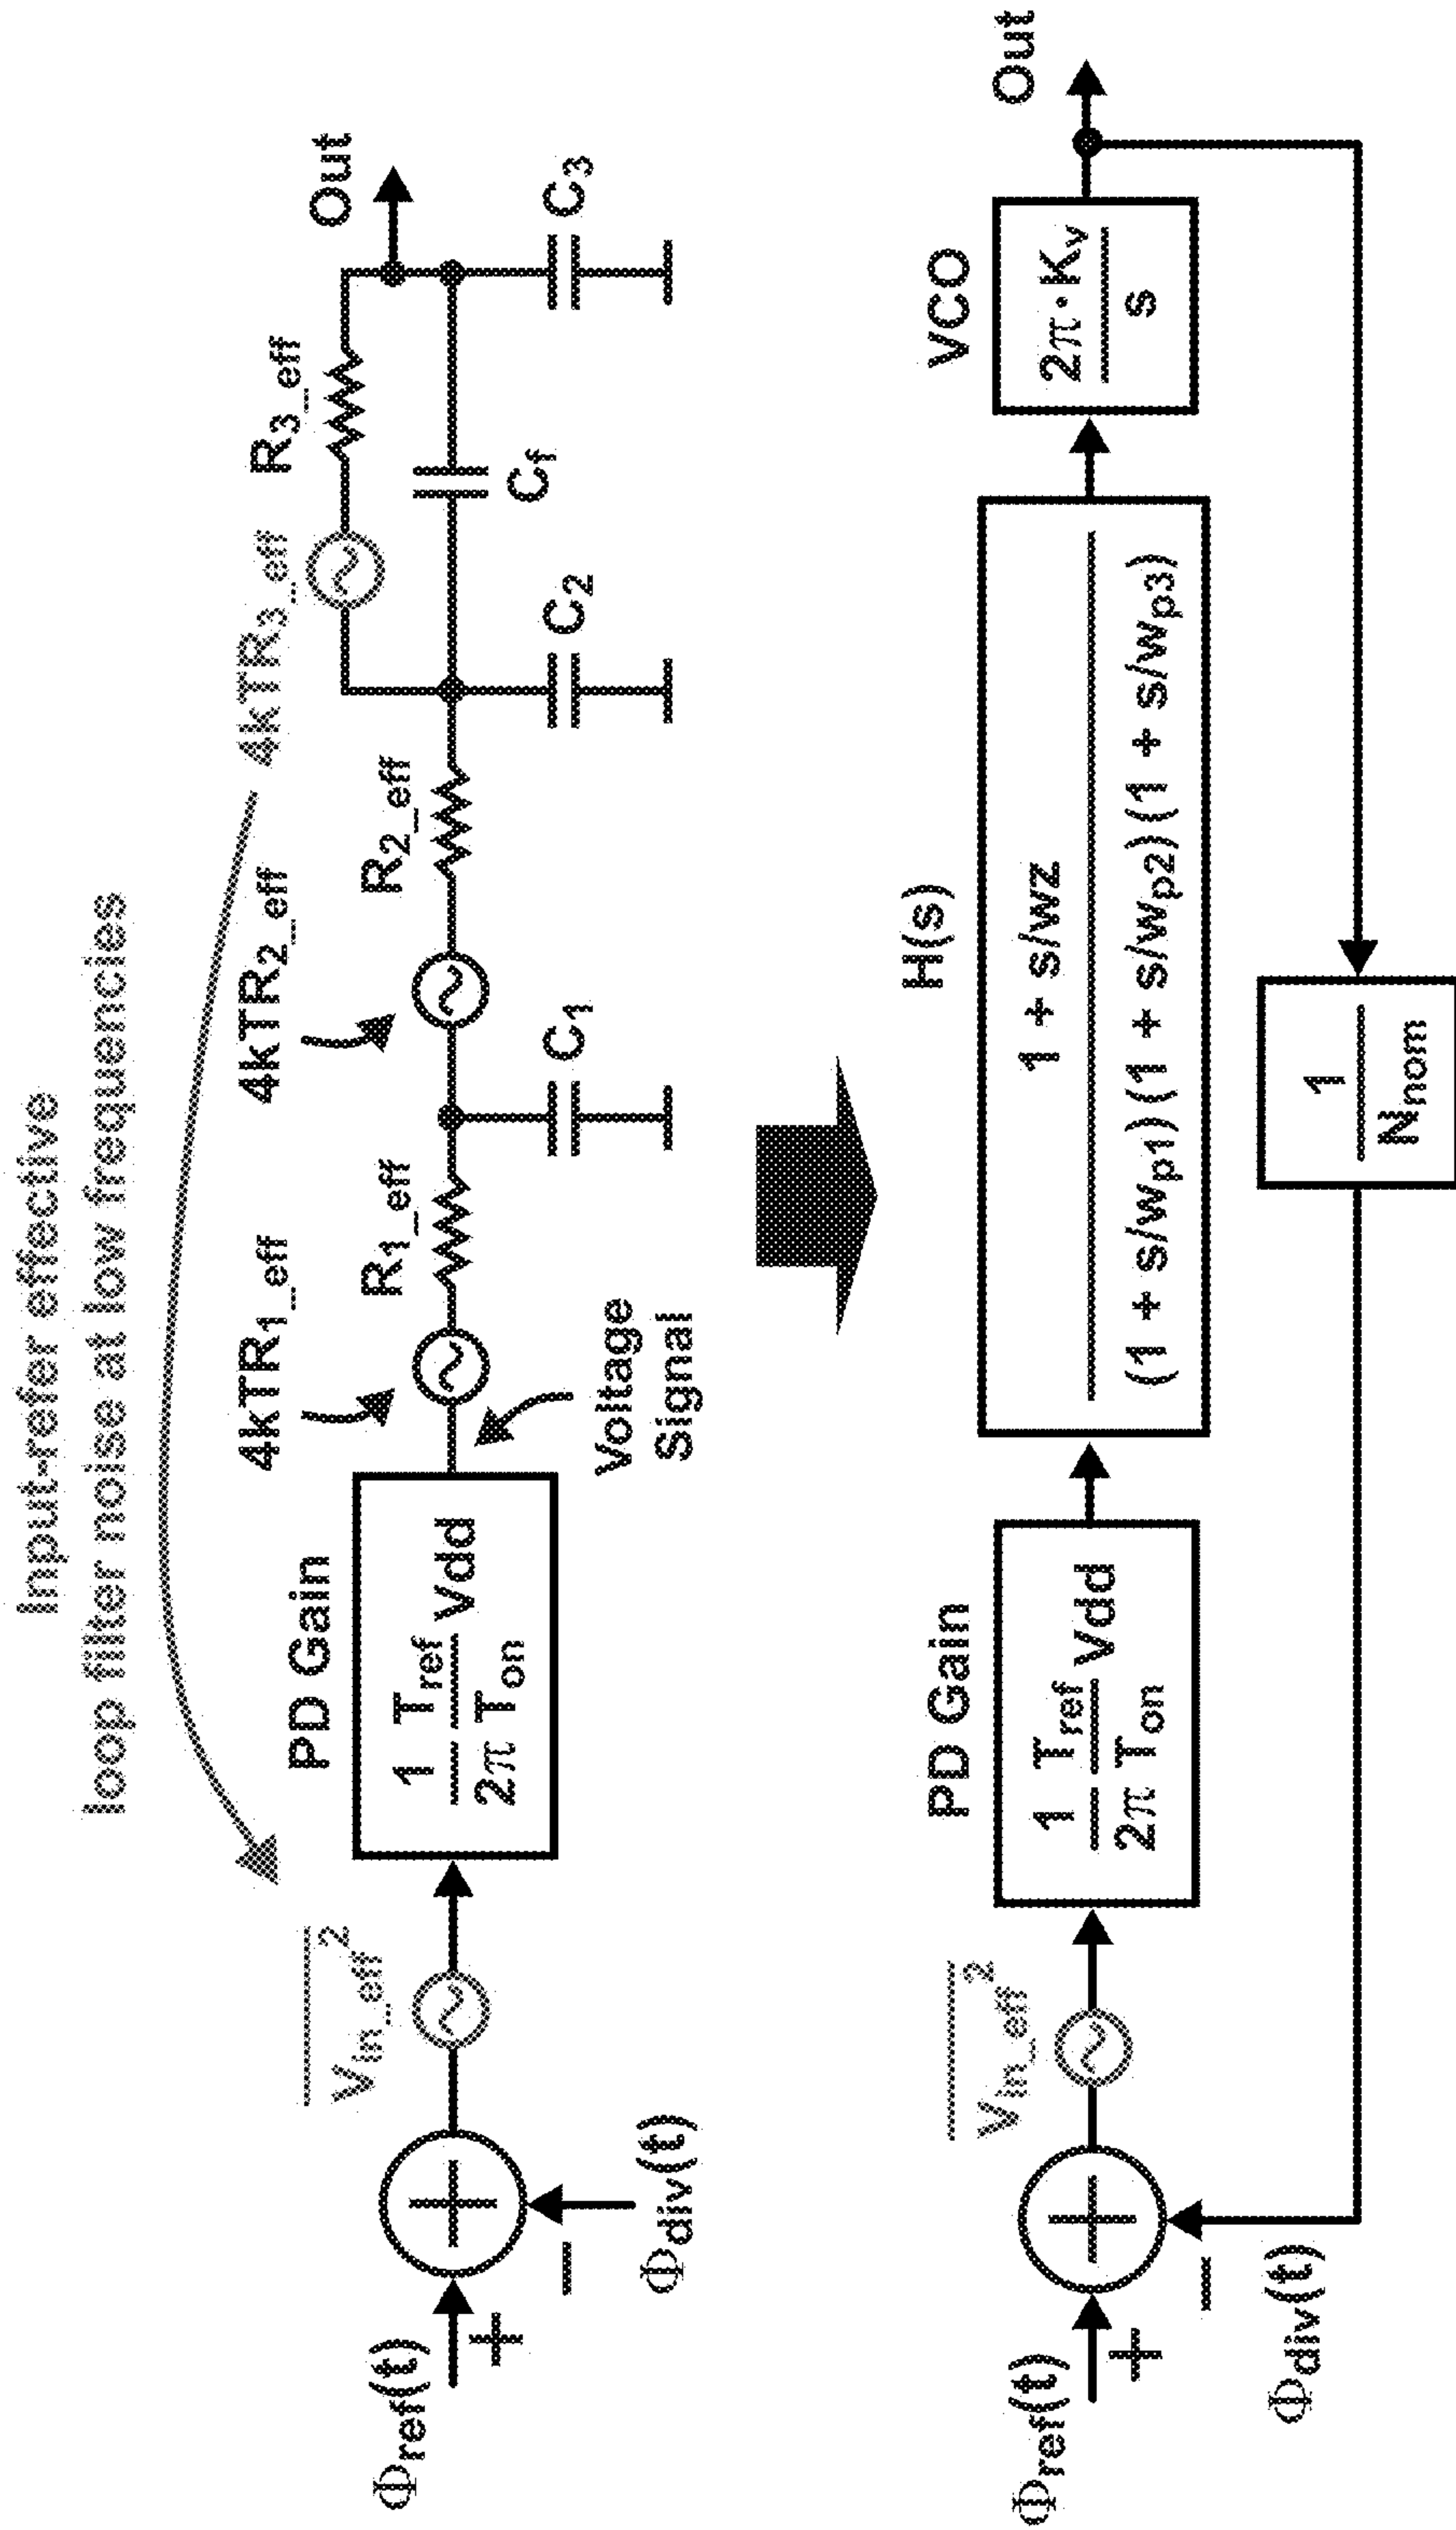 Input-refer effective
loop filter noise at low frequencies
4kTR1_eff
4kTR2_eff
4kTR3_eff
Vin_eff²
PD Gain
1 Tref
2π Ton
Vdd
R1_eff
R2_eff
R3_eff
Out
Φref(t)
+
−
Φdiv(t)
Voltage
Signal
C1
C2
Cf
C3
H(s)
VCO
Vin_eff²
PD Gain
1 Tref
2π Ton
Vdd
1 + s/wz
(1 + s/wp1)(1 + s/wp2)(1 + s/wp3)
2π·Kv
s
Out
Φref(t)
+
−
Φdiv(t)
1
Nnom